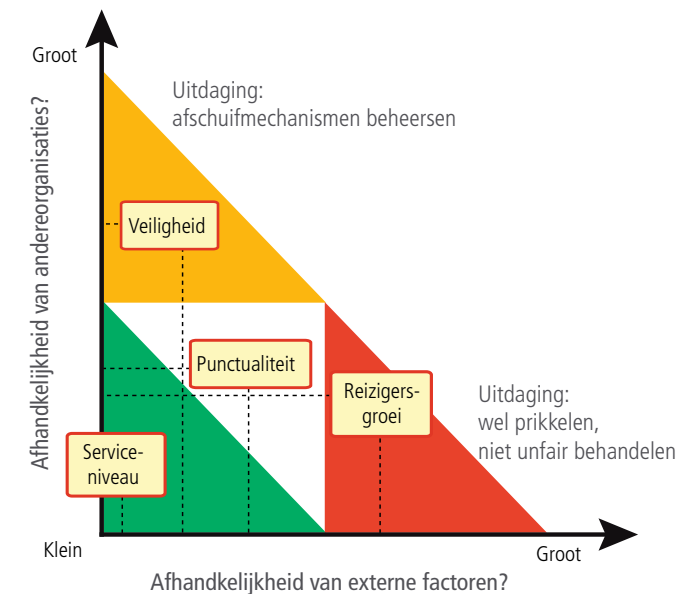 Groot
Uitdaging:
afschuifmechanismen beheersen
Afhandkelijkheid van andereorganisaties?
Veiligheid
Punctualiteit
Reizigers-
groei
Uitdaging:
wel prikkelen,
niet unfair behandelen
Service-
niveau
Klein
Groot
Afhandkelijkheid van externe factoren?